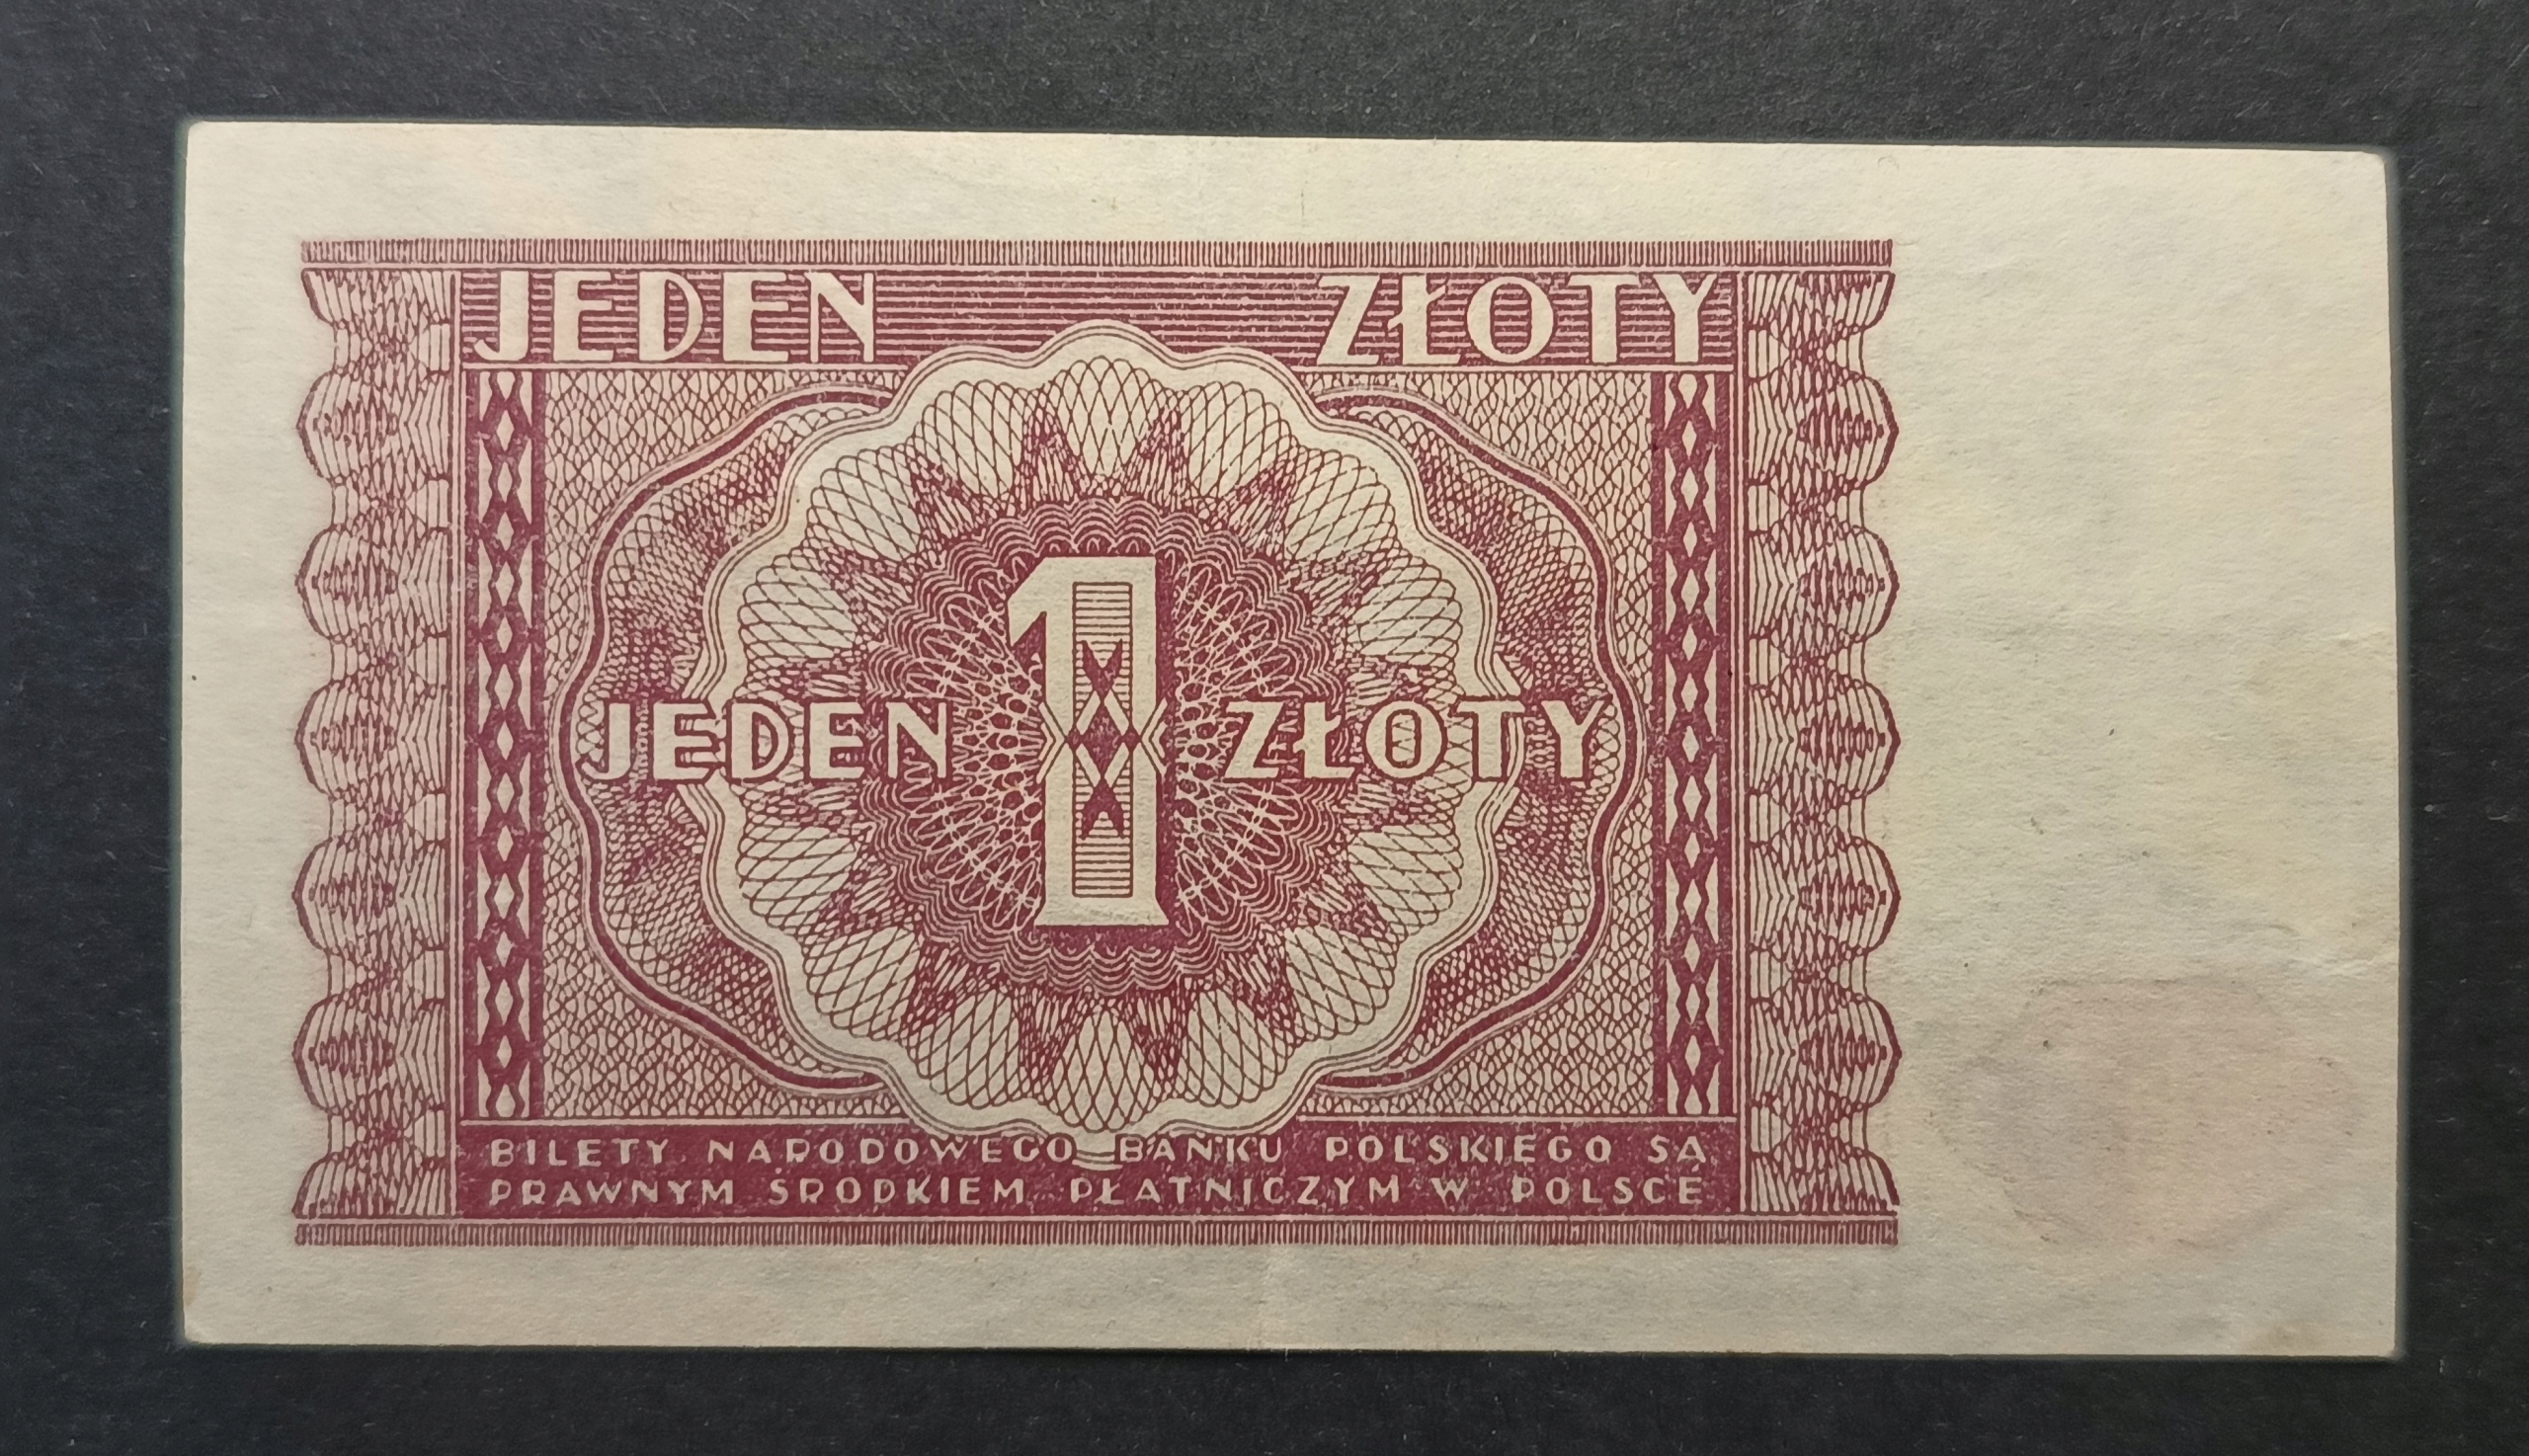 JEDEN ZŁOTY
1
JEDEN ZŁOTY
BILETY NARODOWEGO BANKU POLSKIEGO SĄ
PRAWNYM ŚRODKIEM PŁATNICZYM W POLSCE